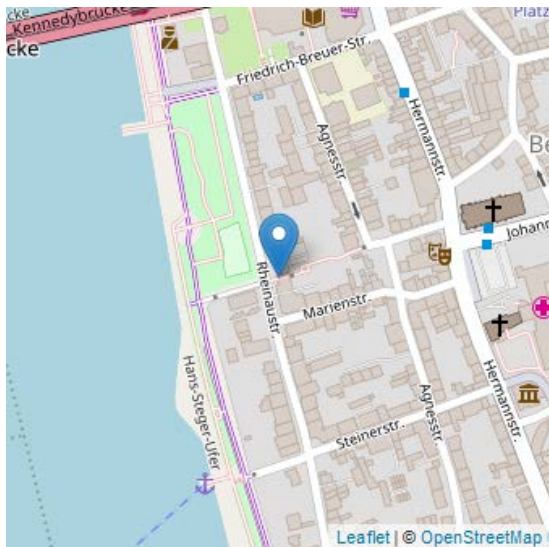 Kennedybrücke
cke
Platz
Friedrich-Breuer-Str.
Hermannstr.
Agnesstr
Be
Johann
Rheinaustr.
Marienstr.
Hans-Steger-Ufer
Hermannstr.
Agnesstr.
Steinerstr.
Leaflet | © OpenStreetMap